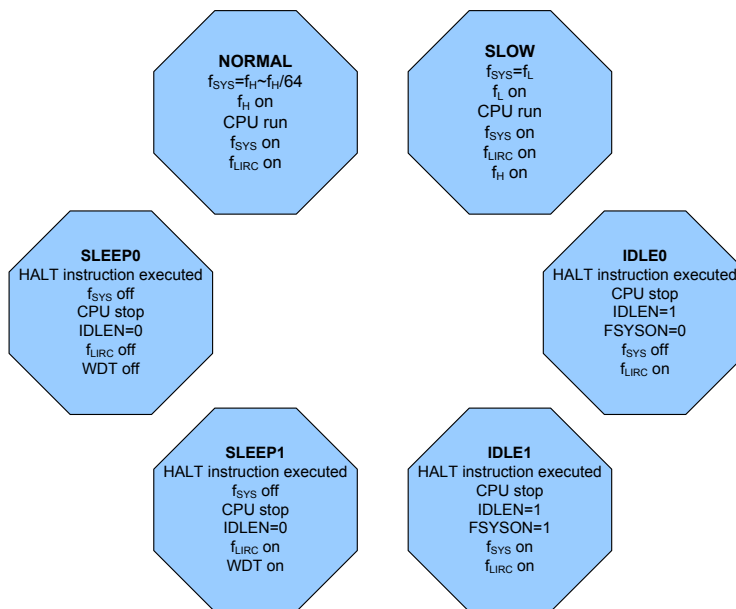 NORMAL
fSYS=fH~fH/64
fH on
CPU run
fSYS on
fLIRC on
SLOW
fSYS=fL
fL on
CPU run
fSYS on
fLIRC on
fH on
SLEEP0
HALT instruction executed
fSYS off
CPU stop
IDLEN=0
fLIRC off
WDT off
IDLE0
HALT instruction executed
CPU stop
IDLEN=1
FSYSON=0
fSYS off
fLIRC on
SLEEP1
HALT instruction executed
fSYS off
CPU stop
IDLEN=0
fLIRC on
WDT on
IDLE1
HALT instruction executed
CPU stop
IDLEN=1
FSYSON=1
fSYS on
fLIRC on